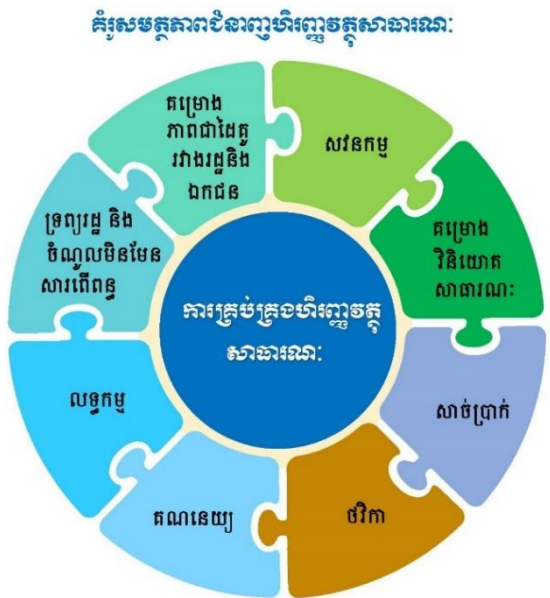 គំរូសមត្ថភាពជំនាញហិរញ្ញវត្ថុសាធារណៈ
គម្រោង
ភាពជាដៃគូ
រវាងរដ្ឋនិង
ឯកជន
សវនកម្ម
គម្រោង
វិនិយោគ
សាធារណៈ
សាច់ប្រាក់
ថវិកា
គណនេយ្យ
លទ្ធកម្ម
ទ្រព្យរដ្ឋ និង
ចំណូលមិនមែន
សារពើពន្ធ
ការគ្រប់គ្រងហិរញ្ញវត្ថុ
សាធារណៈ